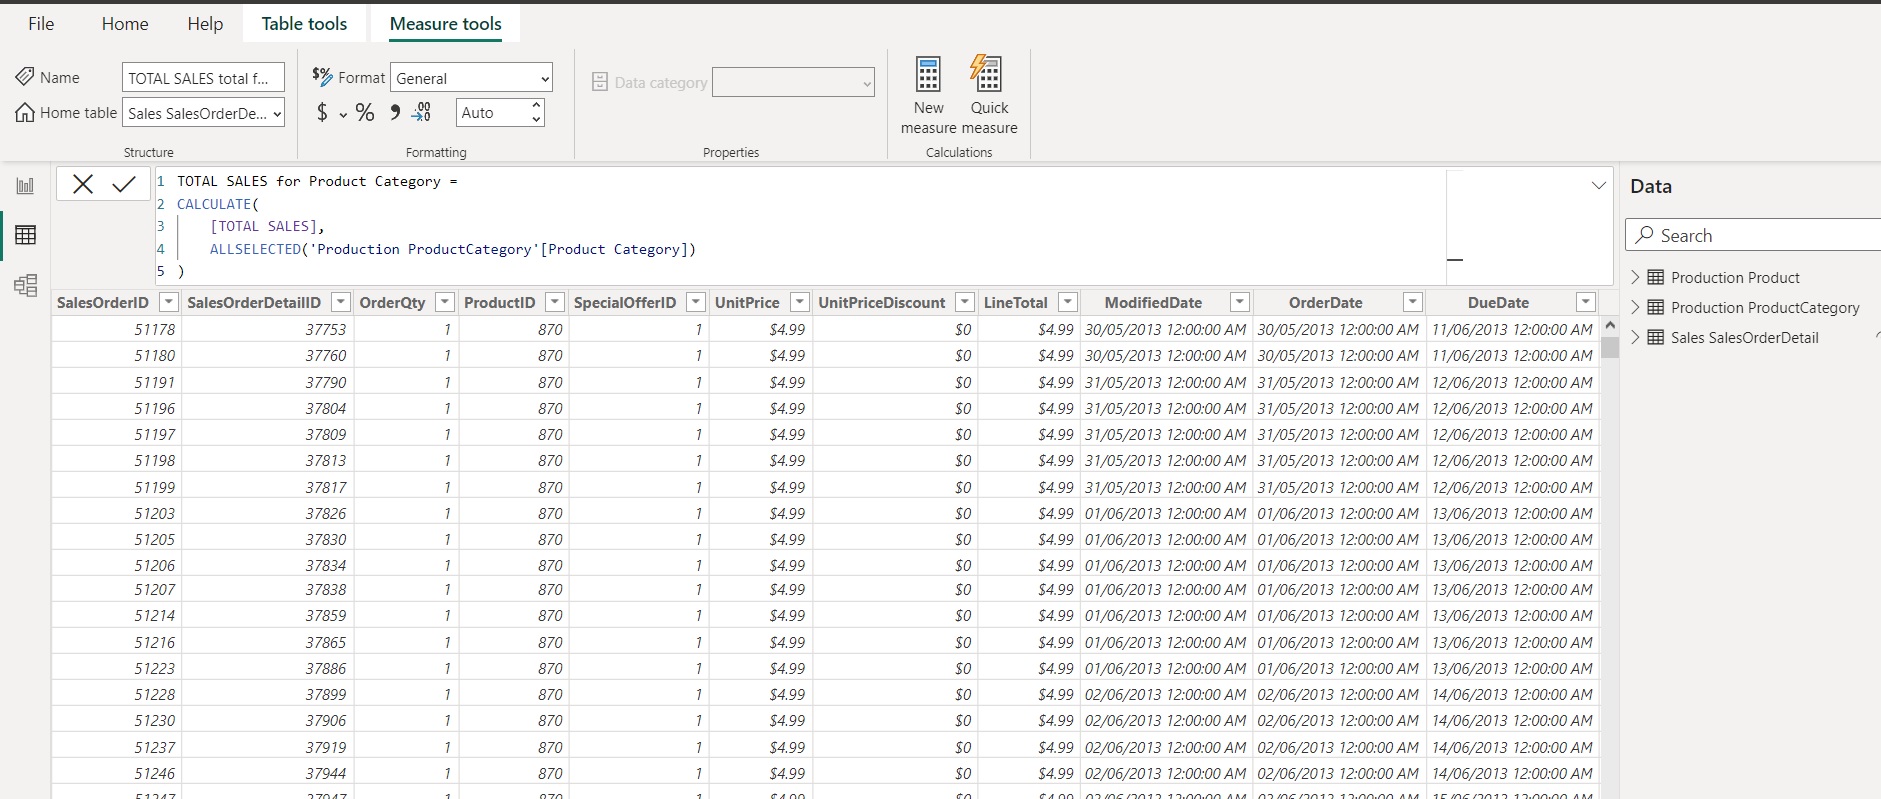 File Home Help Table tools Measure tools
Name TOTAL SALES total f...
Home table Sales SalesOrderDe...
Structure
$% Format General
$ % , .00 Auto
Formatting
Data category
Properties
New measure
Quick measure
Calculations
1 TOTAL SALES for Product Category =
2 CALCULATE(
3 [TOTAL SALES],
4 ALLSELECTED('Production ProductCategory'[Product Category])
5 )
SalesOrderID SalesOrderDetailID OrderQty ProductID SpecialOfferID UnitPrice UnitPriceDiscount LineTotal ModifiedDate OrderDate DueDate
51178 37753 1 870 1 $4.99 $0 $4.99 30/05/2013 12:00:00 AM 30/05/2013 12:00:00 AM 11/06/2013 12:00:00 AM
51180 37760 1 870 1 $4.99 $0 $4.99 30/05/2013 12:00:00 AM 30/05/2013 12:00:00 AM 11/06/2013 12:00:00 AM
51191 37790 1 870 1 $4.99 $0 $4.99 31/05/2013 12:00:00 AM 31/05/2013 12:00:00 AM 12/06/2013 12:00:00 AM
51196 37804 1 870 1 $4.99 $0 $4.99 31/05/2013 12:00:00 AM 31/05/2013 12:00:00 AM 12/06/2013 12:00:00 AM
51197 37809 1 870 1 $4.99 $0 $4.99 31/05/2013 12:00:00 AM 31/05/2013 12:00:00 AM 12/06/2013 12:00:00 AM
51198 37813 1 870 1 $4.99 $0 $4.99 31/05/2013 12:00:00 AM 31/05/2013 12:00:00 AM 12/06/2013 12:00:00 AM
51199 37817 1 870 1 $4.99 $0 $4.99 31/05/2013 12:00:00 AM 31/05/2013 12:00:00 AM 12/06/2013 12:00:00 AM
51203 37826 1 870 1 $4.99 $0 $4.99 01/06/2013 12:00:00 AM 01/06/2013 12:00:00 AM 13/06/2013 12:00:00 AM
51205 37830 1 870 1 $4.99 $0 $4.99 01/06/2013 12:00:00 AM 01/06/2013 12:00:00 AM 13/06/2013 12:00:00 AM
51206 37834 1 870 1 $4.99 $0 $4.99 01/06/2013 12:00:00 AM 01/06/2013 12:00:00 AM 13/06/2013 12:00:00 AM
51207 37838 1 870 1 $4.99 $0 $4.99 01/06/2013 12:00:00 AM 01/06/2013 12:00:00 AM 13/06/2013 12:00:00 AM
51214 37859 1 870 1 $4.99 $0 $4.99 01/06/2013 12:00:00 AM 01/06/2013 12:00:00 AM 13/06/2013 12:00:00 AM
51216 37865 1 870 1 $4.99 $0 $4.99 01/06/2013 12:00:00 AM 01/06/2013 12:00:00 AM 13/06/2013 12:00:00 AM
51223 37886 1 870 1 $4.99 $0 $4.99 01/06/2013 12:00:00 AM 01/06/2013 12:00:00 AM 13/06/2013 12:00:00 AM
51228 37899 1 870 1 $4.99 $0 $4.99 02/06/2013 12:00:00 AM 02/06/2013 12:00:00 AM 14/06/2013 12:00:00 AM
51230 37906 1 870 1 $4.99 $0 $4.99 02/06/2013 12:00:00 AM 02/06/2013 12:00:00 AM 14/06/2013 12:00:00 AM
51237 37919 1 870 1 $4.99 $0 $4.99 02/06/2013 12:00:00 AM 02/06/2013 12:00:00 AM 14/06/2013 12:00:00 AM
51246 37944 1 870 1 $4.99 $0 $4.99 02/06/2013 12:00:00 AM 02/06/2013 12:00:00 AM 14/06/2013 12:00:00 AM
Data
Search
Production Product
Production ProductCategory
Sales SalesOrderDetail